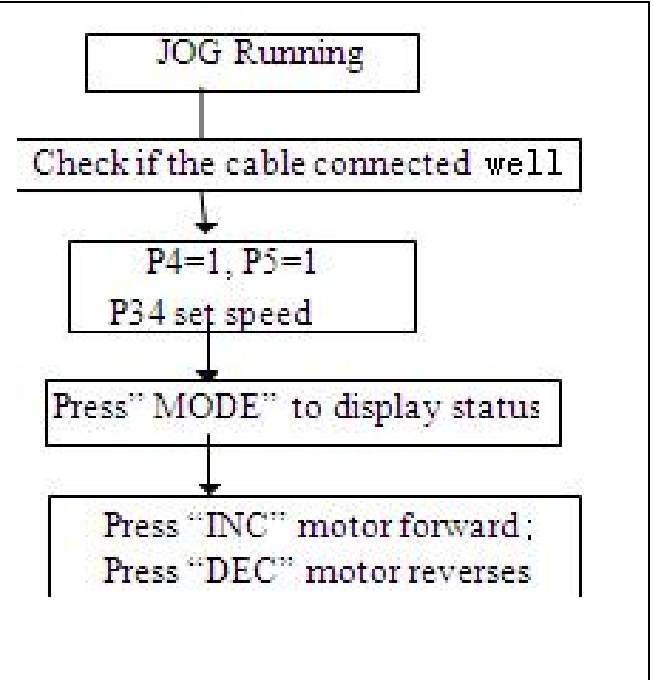 JOG Running
Check if the cable connected well
P4=1, P5=1
P34 set speed
Press” MODE” to display status
Press “INC” motor forward;
Press “DEC” motor reverses